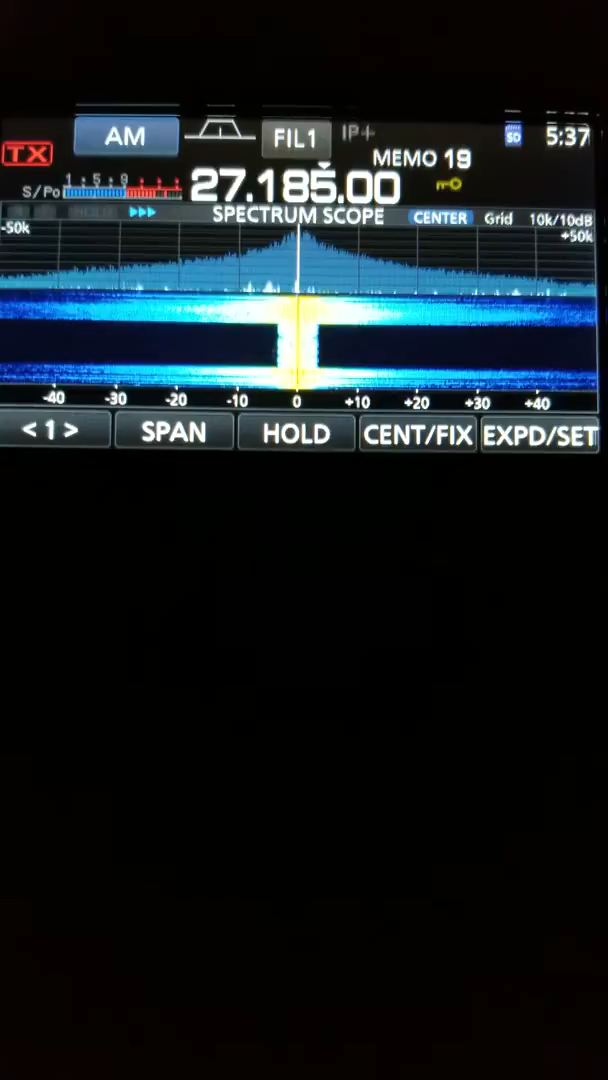 AM FIL1 IP+ SD 5:37
TX MEMO 19
1 5 9
S/Po 27.185.00
SPECTRUM SCOPE CENTER Grid 10k/10dB
-50k +50k
-40 -30 -20 -10 0 +10 +20 +30 +40
<1> SPAN HOLD CENT/FIX EXPD/SET